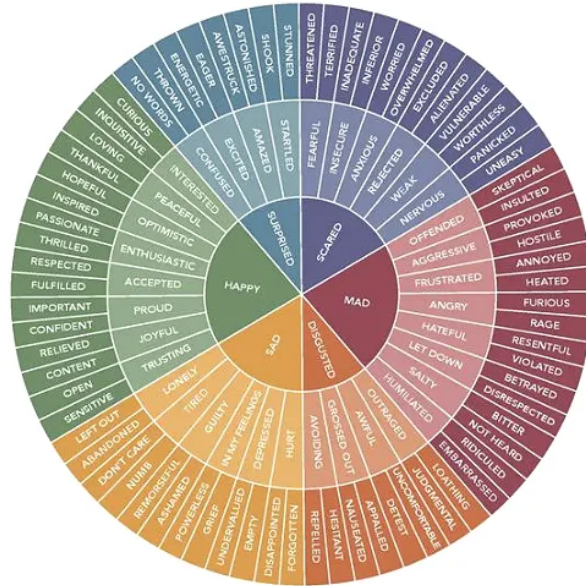 SURPRISED
SCARED
MAD
DISGUSTED
SAD
HAPPY
CONFUSED
EXCITED
AMAZED
STARTLED
FEARFUL
INSECURE
ANXIOUS
REJECTED
WEAK
NERVOUS
OFFENDED
AGGRESSIVE
FRUSTRATED
ANGRY
HATEFUL
LET DOWN
SALTY
HUMILIATED
OUTRAGED
AWFUL
GROSSED OUT
AVOIDING
HURT
DEPRESSED
IN MY FEELINGS
GUILTY
TIRED
LONELY
TRUSTING
JOYFUL
PROUD
ACCEPTED
ENTHUSIASTIC
OPTIMISTIC
PEACEFUL
INTERESTED
NO WORDS
THROWN
ENERGETIC
EAGER
AWESTRUCK
ASTONISHED
SHOOK
STUNNED
THREATENED
TERRIFIED
INADEQUATE
INFERIOR
WORRIED
OVERWHELMED
EXCLUDED
ALIENATED
VULNERABLE
WORTHLESS
PANICKED
UNEASY
SKEPTICAL
INSULTED
PROVOKED
HOSTILE
ANNOYED
HEATED
FURIOUS
RAGE
RESENTFUL
VIOLATED
BETRAYED
DISRESPECTED
BITTER
NOT HEARD
RIDICULED
EMBARRASSED
LOATHING
JUDGMENTAL
UNCOMFORTABLE
DETEST
APPALLED
NAUSEATED
HESITANT
REPELLED
FORGOTTEN
DISAPPOINTED
EMPTY
UNDERVALUED
GRIEF
POWERLESS
ASHAMED
REMORSEFUL
NUMB
DON'T CARE
ABANDONED
LEFT OUT
SENSITIVE
OPEN
CONTENT
RELIEVED
CONFIDENT
IMPORTANT
FULFILLED
RESPECTED
THRILLED
PASSIONATE
INSPIRED
HOPEFUL
THANKFUL
LOVING
INQUISITIVE
CURIOUS